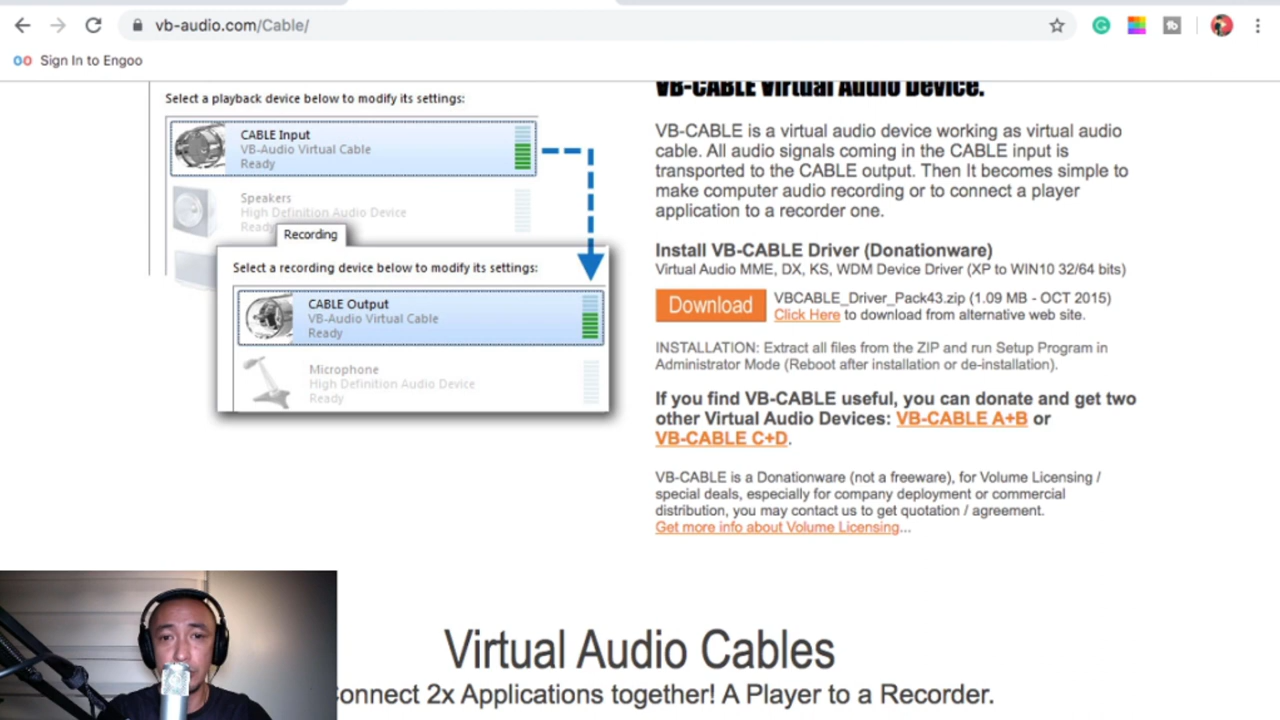 vb-audio.com/Cable/
Sign In to Engoo
Select a playback device below to modify its settings:
CABLE Input
VB-Audio Virtual Cable
Ready
Speakers
High Definition Audio Device
Ready
Recording
Select a recording device below to modify its settings:
CABLE Output
VB-Audio Virtual Cable
Ready
Microphone
High Definition Audio Device
Ready
VB-CABLE Virtual Audio Device.
VB-CABLE is a virtual audio device working as virtual audio
cable. All audio signals coming in the CABLE input is
transported to the CABLE output. Then It becomes simple to
make computer audio recording or to connect a player
application to a recorder one.
Install VB-CABLE Driver (Donationware)
Virtual Audio MME, DX, KS, WDM Device Driver (XP to WIN10 32/64 bits)
Download
VBCABLE_Driver_Pack43.zip (1.09 MB - OCT 2015)
Click Here to download from alternative web site.
INSTALLATION: Extract all files from the ZIP and run Setup Program in
Administrator Mode (Reboot after installation or de-installation).
If you find VB-CABLE useful, you can donate and get two
other Virtual Audio Devices: VB-CABLE A+B or
VB-CABLE C+D.
VB-CABLE is a Donationware (not a freeware), for Volume Licensing /
special deals, especially for company deployment or commercial
distribution, you may contact us to get quotation / agreement.
Get more info about Volume Licensing...
Virtual Audio Cables
onnect 2x Applications together! A Player to a Recorder.